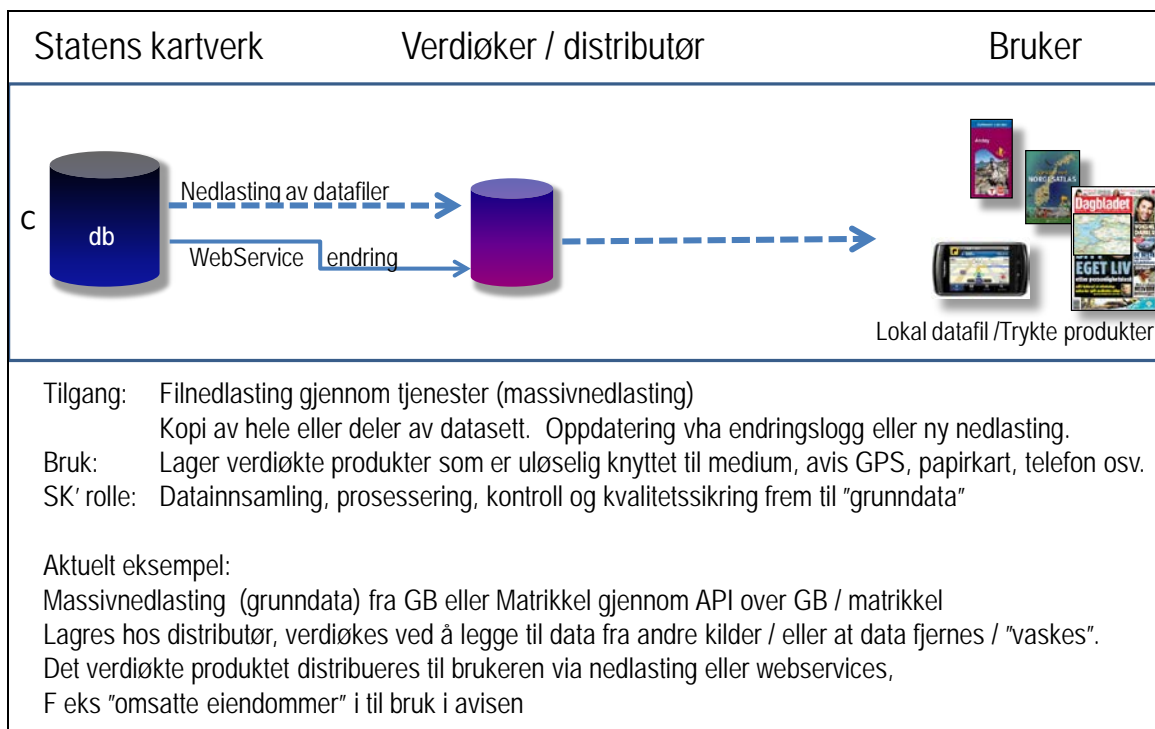 Statens kartverk Verdiøker / distributør Bruker
Nedlasting av datafiler
C
db
WebService endring
NORGESATLAS
Dagbladet
EGET LIV
Lokal datafil /Trykte produkter
Tilgang: Filnedlasting gjennom tjenester (massivnedlasting)
Kopi av hele eller deler av datasett. Oppdatering vha endringslogg eller ny nedlasting.
Bruk: Lager verdiøkte produkter som er uløselig knyttet til medium, avis GPS, papirkart, telefon osv.
SK' rolle: Datainnsamling, prosessering, kontroll og kvalitetssikring frem til "grunndata"
Aktuelt eksempel:
Massivnedlasting (grunndata) fra GB eller Matrikkel gjennom API over GB / matrikkel
Lagres hos distributør, verdiøkes ved å legge til data fra andre kilder / eller at data fjernes / "vaskes".
Det verdiøkte produktet distribueres til brukeren via nedlasting eller webservices,
F eks "omsatte eiendommer" i til bruk i avisen